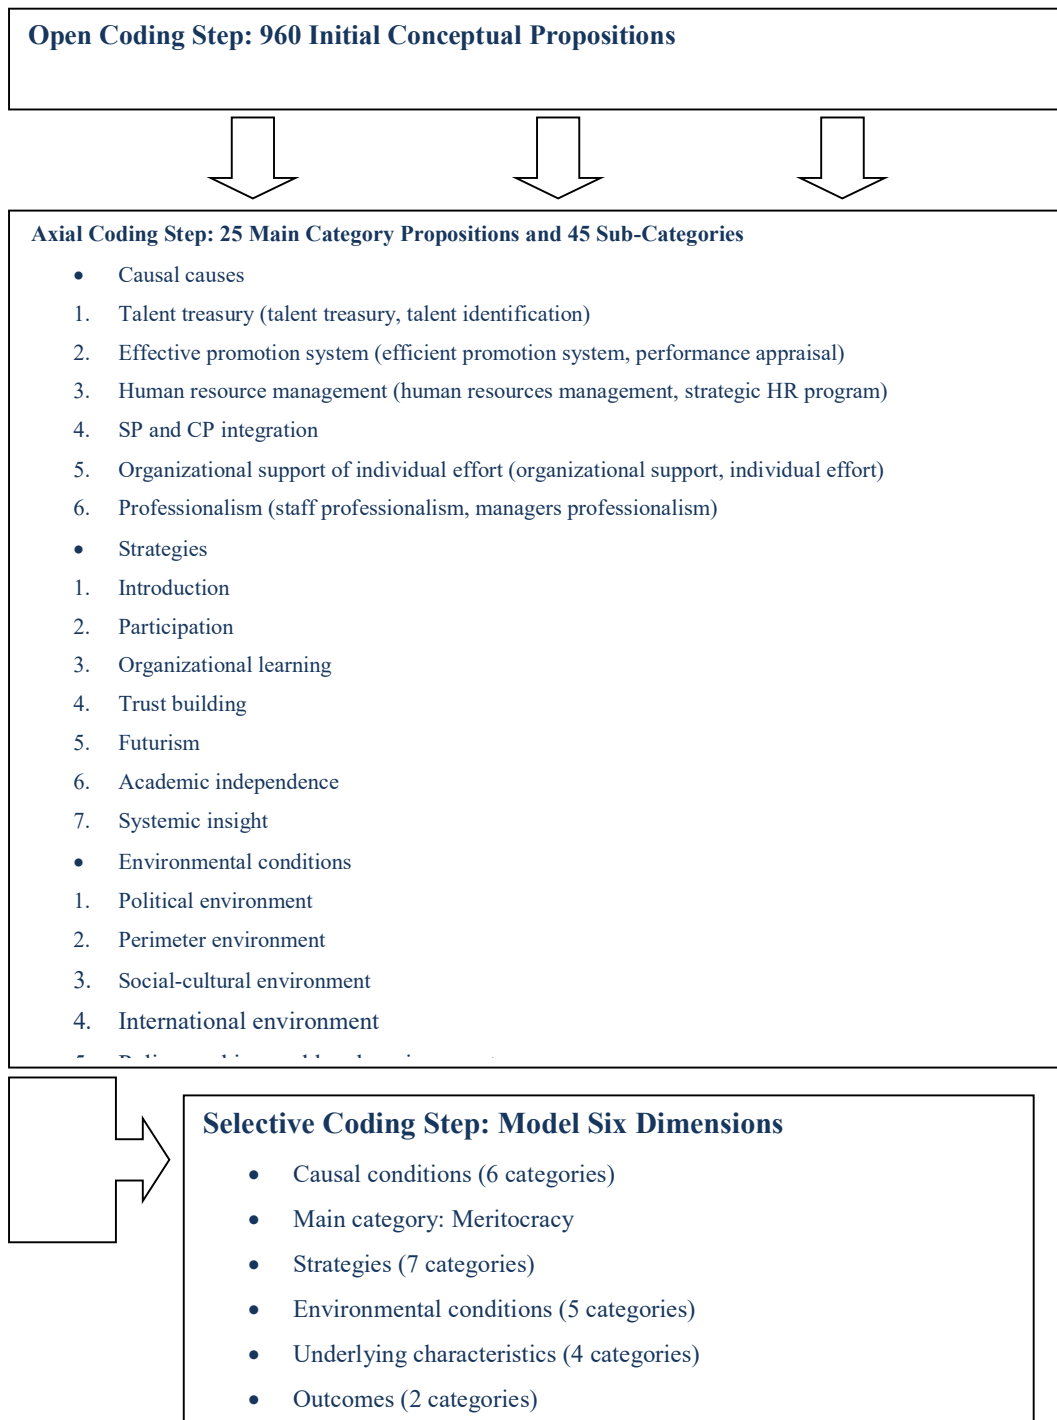 Open Coding Step: 960 Initial Conceptual Propositions
Axial Coding Step: 25 Main Category Propositions and 45 Sub-Categories
• Causal causes
1. Talent treasury (talent treasury, talent identification)
2. Effective promotion system (efficient promotion system, performance appraisal)
3. Human resource management (human resources management, strategic HR program)
4. SP and CP integration
5. Organizational support of individual effort (organizational support, individual effort)
6. Professionalism (staff professionalism, managers professionalism)
• Strategies
1. Introduction
2. Participation
3. Organizational learning
4. Trust building
5. Futurism
6. Academic independence
7. Systemic insight
• Environmental conditions
1. Political environment
2. Perimeter environment
3. Social-cultural environment
4. International environment
Selective Coding Step: Model Six Dimensions
• Causal conditions (6 categories)
• Main category: Meritocracy
• Strategies (7 categories)
• Environmental conditions (5 categories)
• Underlying characteristics (4 categories)
• Outcomes (2 categories)